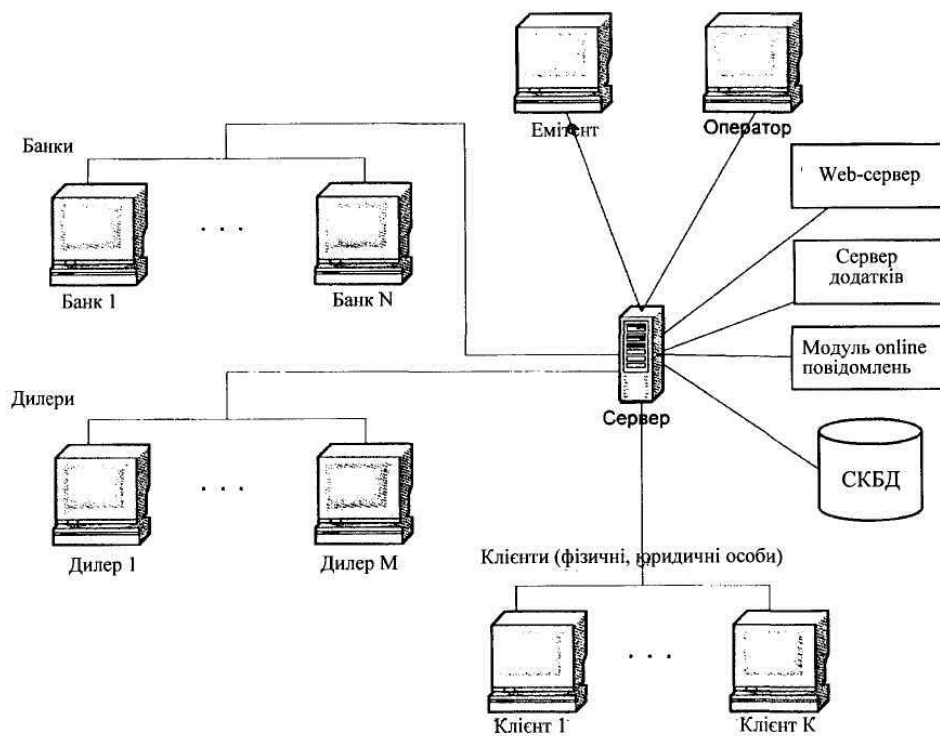 Емітент
Оператор
Банки
Web-сервер
Банк 1
. . .
Банк N
Сервер
додатків
Модуль online
повідомлень
Сервер
Дилери
СКБД
Дилер 1
. . .
Дилер М
Клієнти (фізичні, юридичні особи)
Клієнт 1
. . .
Клієнт К